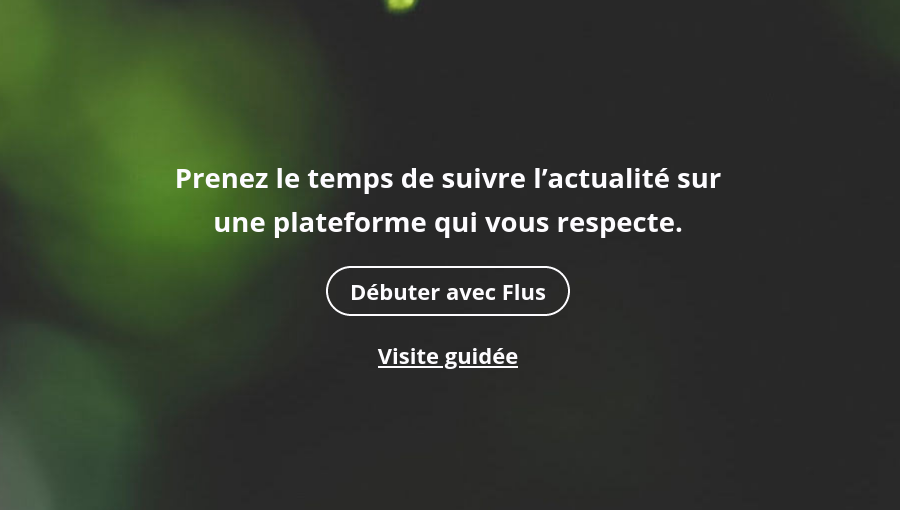 Prenez le temps de suivre l’actualité sur
une plateforme qui vous respecte.
Débuter avec Flus
Visite guidée